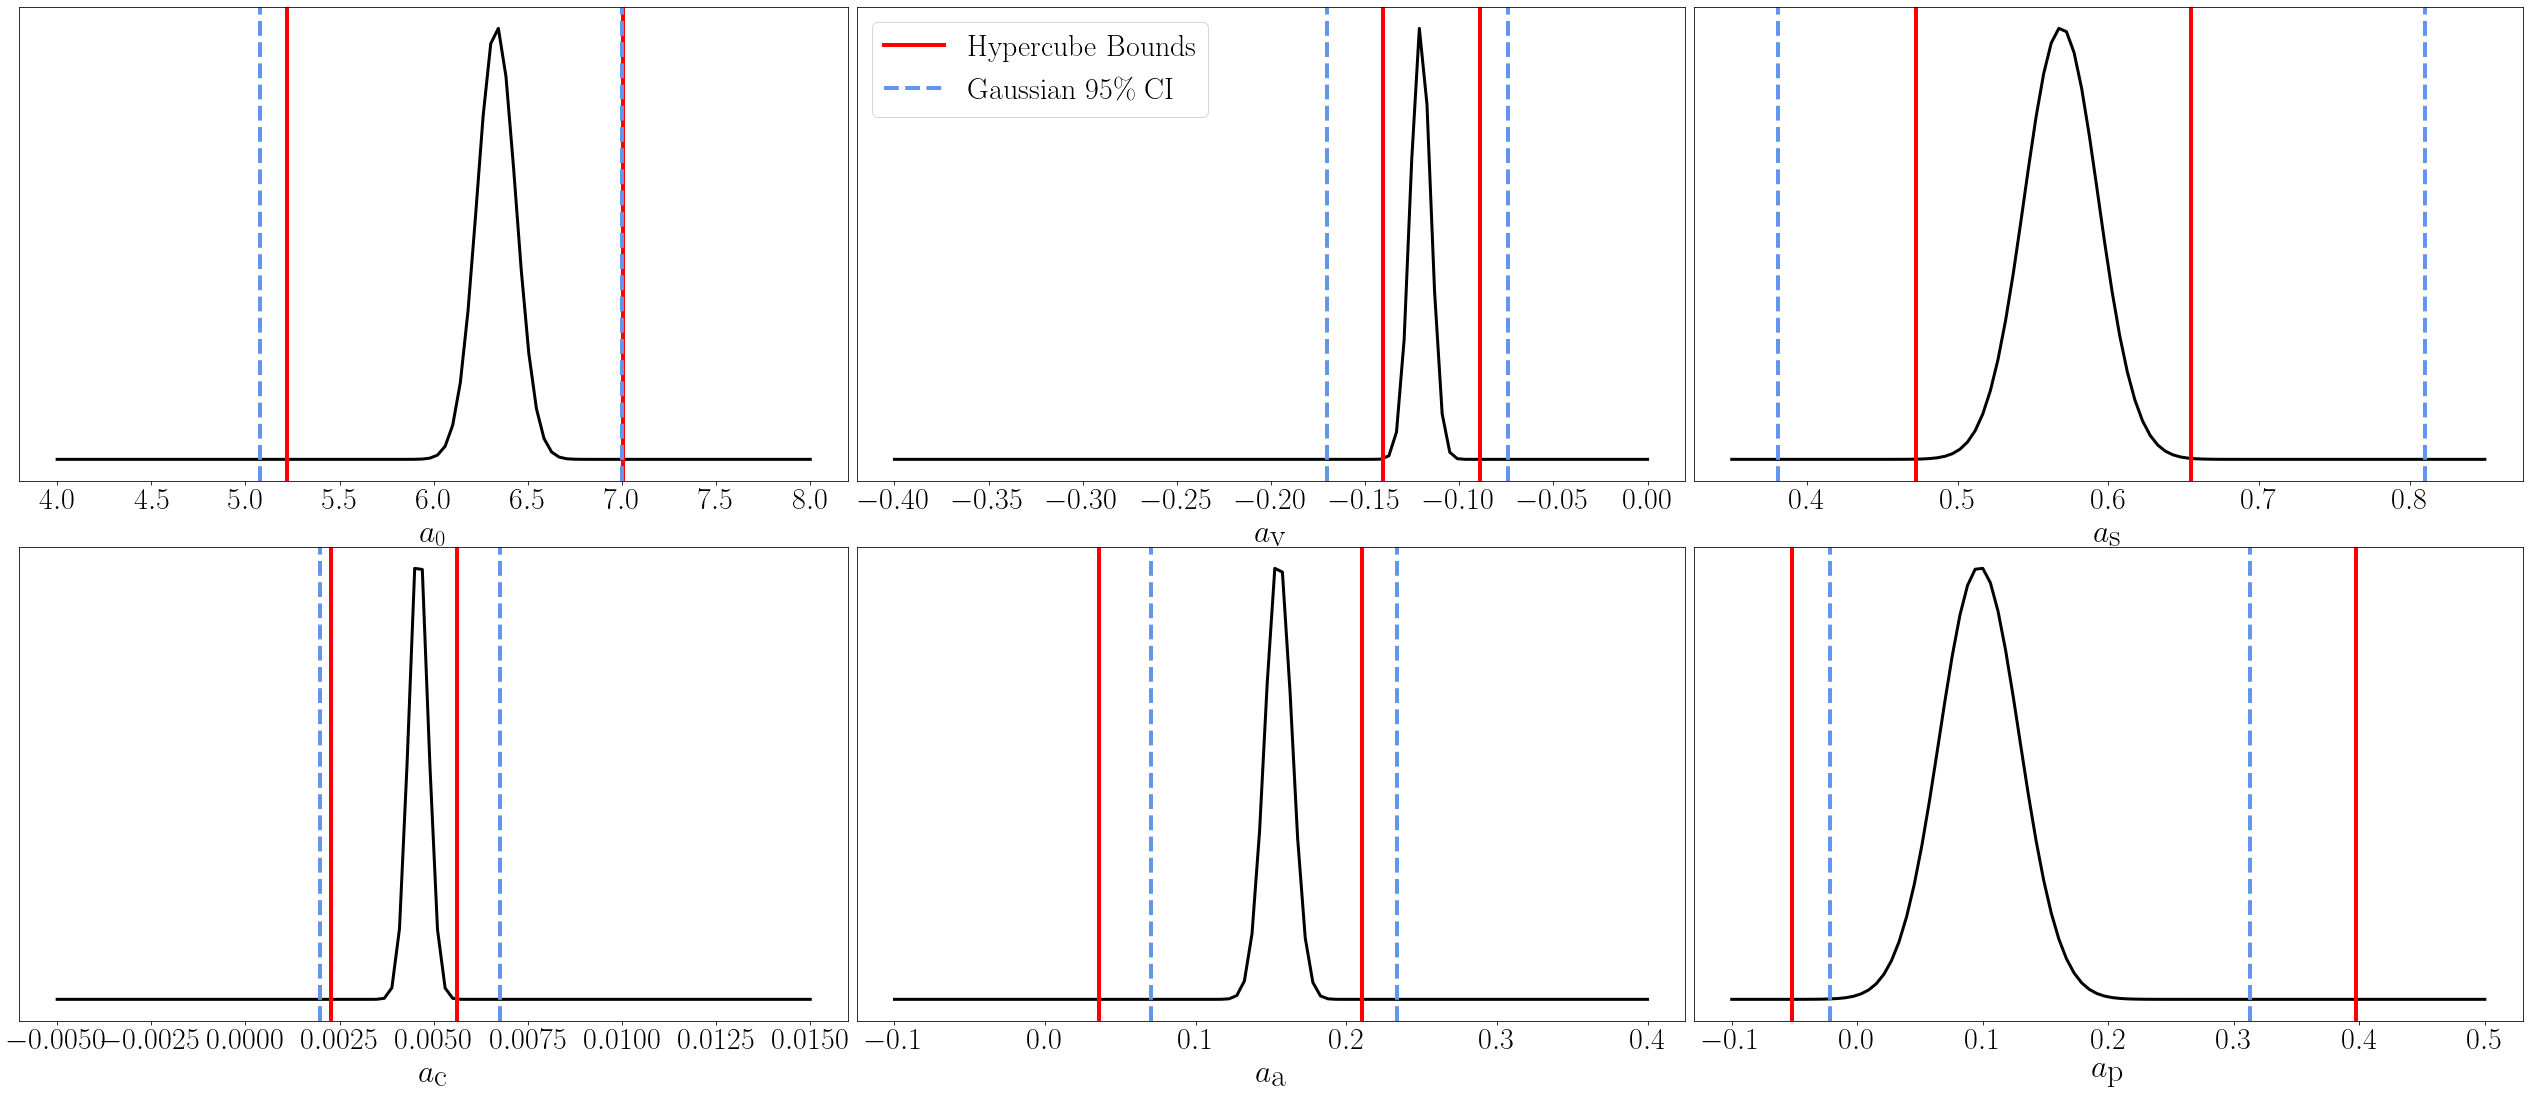 Hypercube Bounds
Gaussian 95% CI
4.0 4.5 5.0 5.5 6.0 6.5 7.0 7.5 8.0
a₀
−0.40 −0.35 −0.30 −0.25 −0.20 −0.15 −0.10 −0.05 0.00
a_V
0.4 0.5 0.6 0.7 0.8
a_S
−0.0050 −0.0025 0.0000 0.0025 0.0050 0.0075 0.0100 0.0125 0.0150
a_C
−0.1 0.0 0.1 0.2 0.3 0.4
a_a
−0.1 0.0 0.1 0.2 0.3 0.4 0.5
a_p